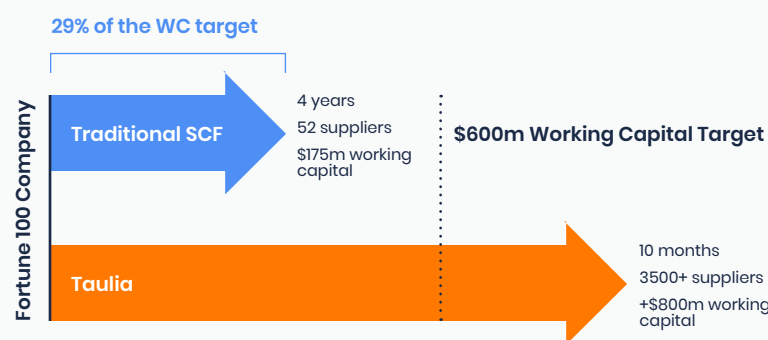 29% of the WC target
Fortune 100 Company
Traditional SCF
4 years
52 suppliers
$175m working
capital
$600m Working Capital Target
Taulia
10 months
3500+ suppliers
+$800m working
capital